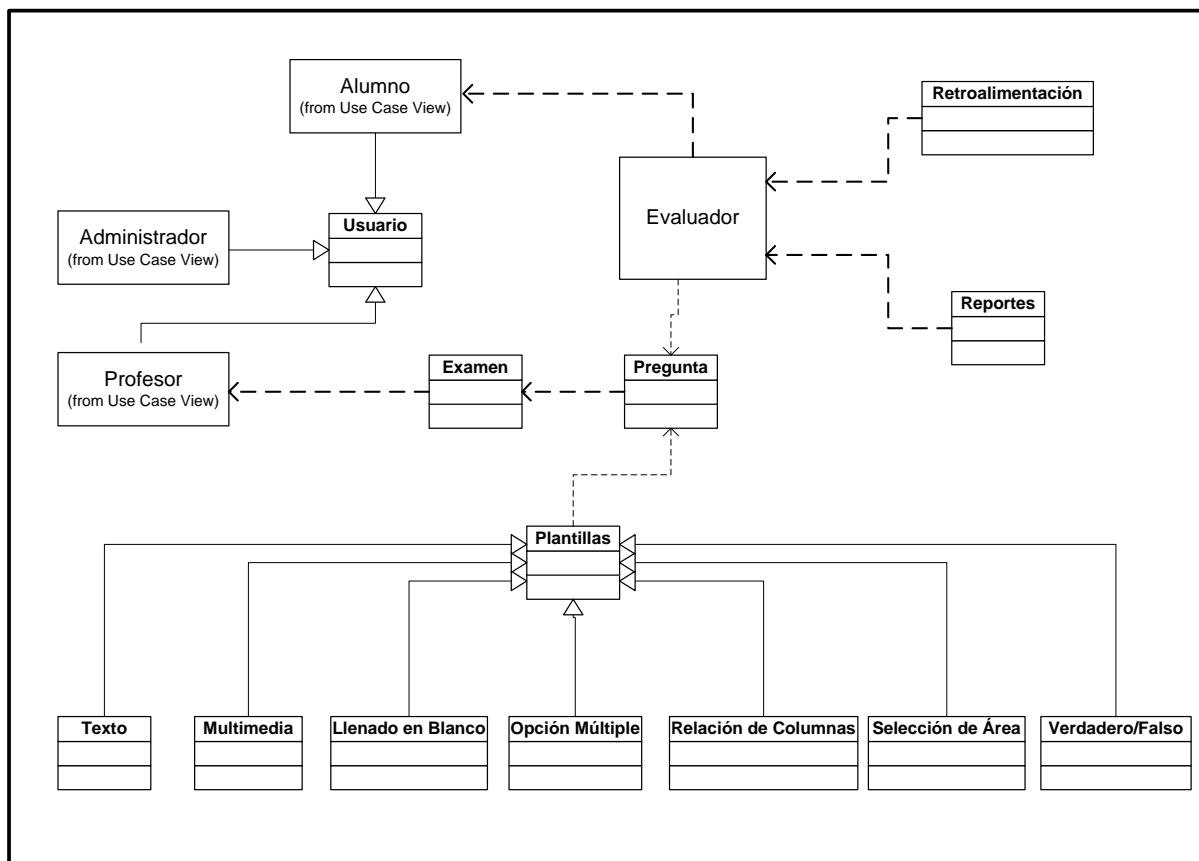 Alumno
(from Use Case View)
Retroalimentación
Administrador
(from Use Case View)
Usuario
Evaluador
Reportes
Profesor
(from Use Case View)
Examen
Pregunta
Plantillas
Texto
Multimedia
Llenado en Blanco
Opción Múltiple
Relación de Columnas
Selección de Área
Verdadero/Falso